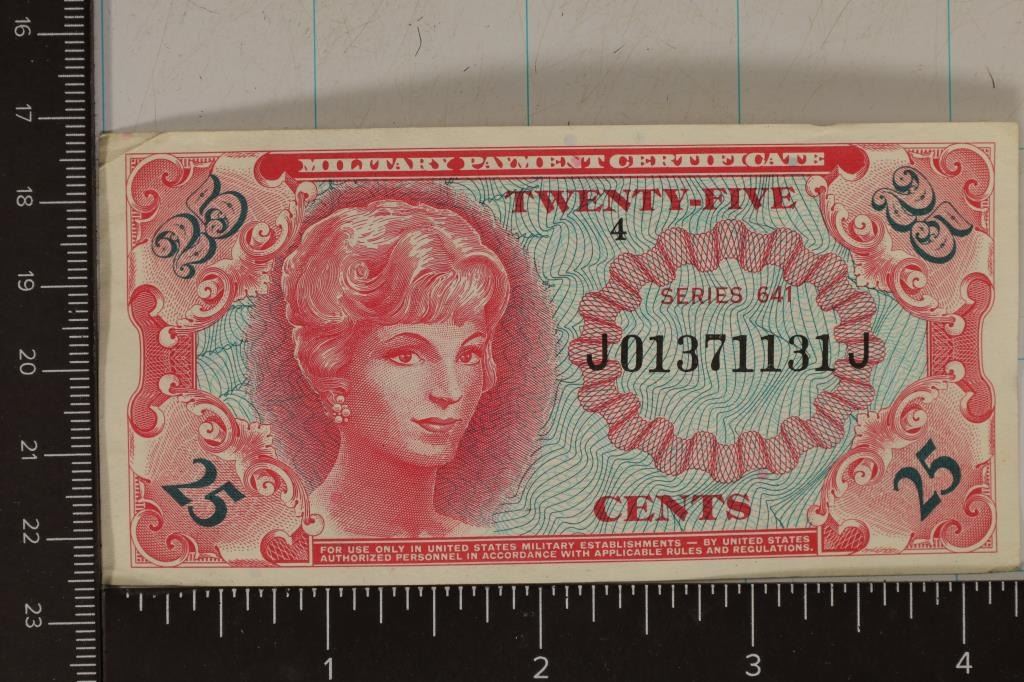 MILITARY PAYMENT CERTIFICATE
25
TWENTY-FIVE
25
4
SERIES 641
J01371131J
25
CENTS
25
FOR USE ONLY IN UNITED STATES MILITARY ESTABLISHMENTS — BY UNITED STATES
AUTHORIZED PERSONNEL IN ACCORDANCE WITH APPLICABLE RULES AND REGULATIONS.
16
17
18
19
20
21
22
23
1 2 3 4